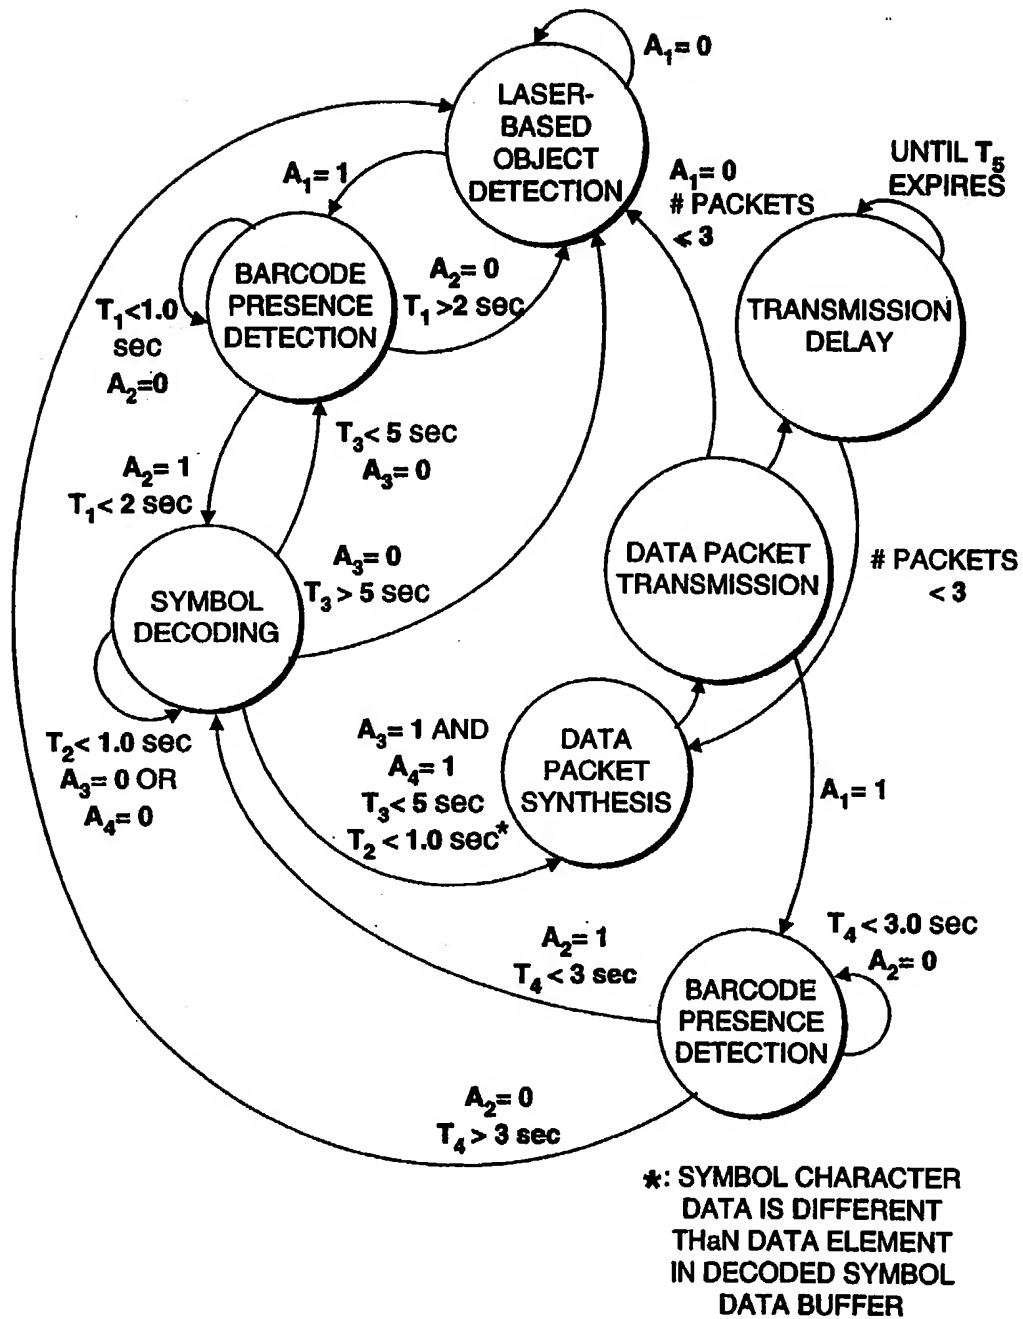 A₁= 0
LASER-
BASED
OBJECT
DETECTION
A₁= 1
A₁= 0
# PACKETS
< 3
UNTIL T₅
EXPIRES
BARCODE
PRESENCE
DETECTION
A₂= 0
T₁ >2 sec
TRANSMISSION
DELAY
T₁<1.0
sec
A₂=0
T₃< 5 sec
A₃= 0
A₂= 1
T₁< 2 sec
A₃= 0
T₃ > 5 sec
DATA PACKET
TRANSMISSION
# PACKETS
< 3
SYMBOL
DECODING
T₂< 1.0 sec
A₃= 0 OR
A₄= 0
A₃= 1 AND
A₄= 1
T₃< 5 sec
T₂ < 1.0 sec*
DATA
PACKET
SYNTHESIS
A₁= 1
T₄< 3.0 sec
A₂= 0
A₂= 1
T₄ < 3 sec
BARCODE
PRESENCE
DETECTION
A₂= 0
T₄ > 3 sec
*: SYMBOL CHARACTER
DATA IS DIFFERENT
THaN DATA ELEMENT
IN DECODED SYMBOL
DATA BUFFER